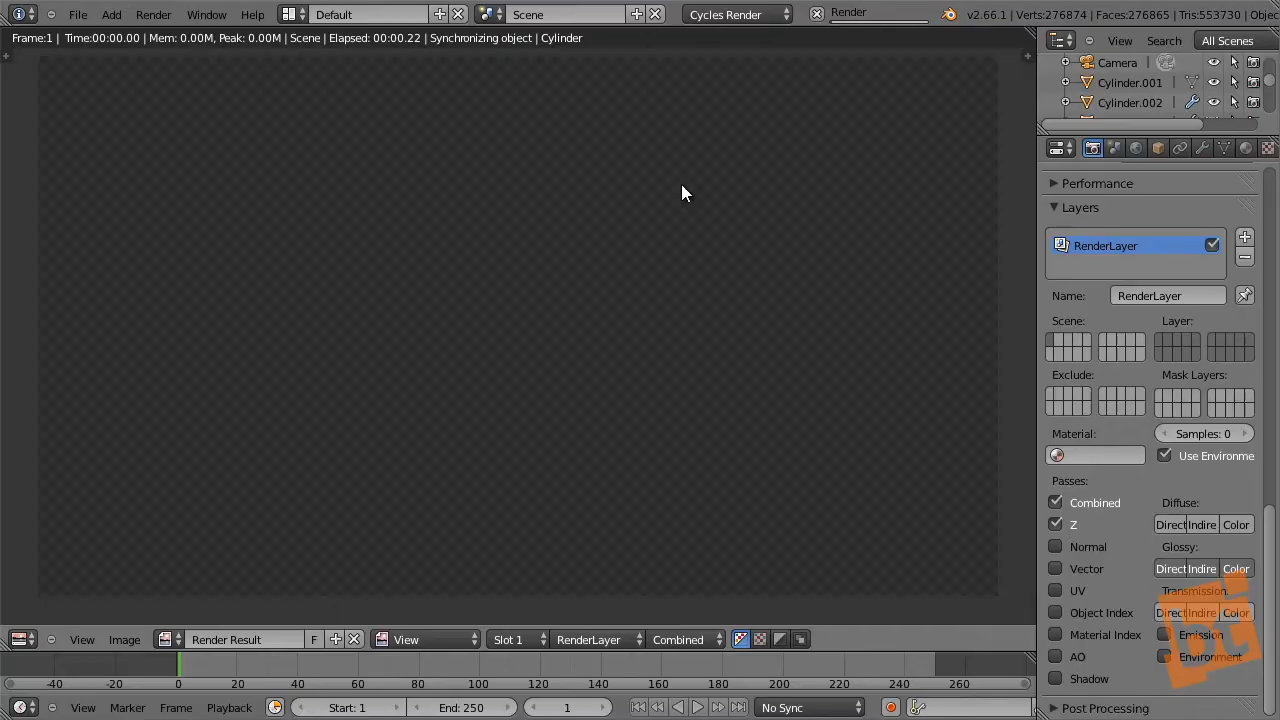 File Add Render Window Help Default Scene Cycles Render Render v2.66.1 | Verts:276874 | Faces:276865 | Tris:553730 | Objec
Frame:1 | Time:00:00.00 | Mem: 0.00M, Peak: 0.00M | Scene | Elapsed: 00:00.22 | Synchronizing object | Cylinder
View Search All Scenes
Camera
Cylinder.001
Cylinder.002
Performance
Layers
RenderLayer
Name: RenderLayer
Scene: Layer:
Exclude: Mask Layers:
Material: Samples: 0
Use Environme
Passes:
Combined Diffuse:
Z Direct Indire Color
Normal Glossy:
Vector Direct Indire Color
UV Transmission:
Object Index Direct Indire Color
Material Index Emission
AO Environment
Shadow
Post Processing
View Image Render Result F View Slot 1 RenderLayer Combined
-40 -20 0 20 40 60 80 100 120 140 160 180 200 220 240 260
View Marker Frame Playback Start: 1 End: 250 1 No Sync